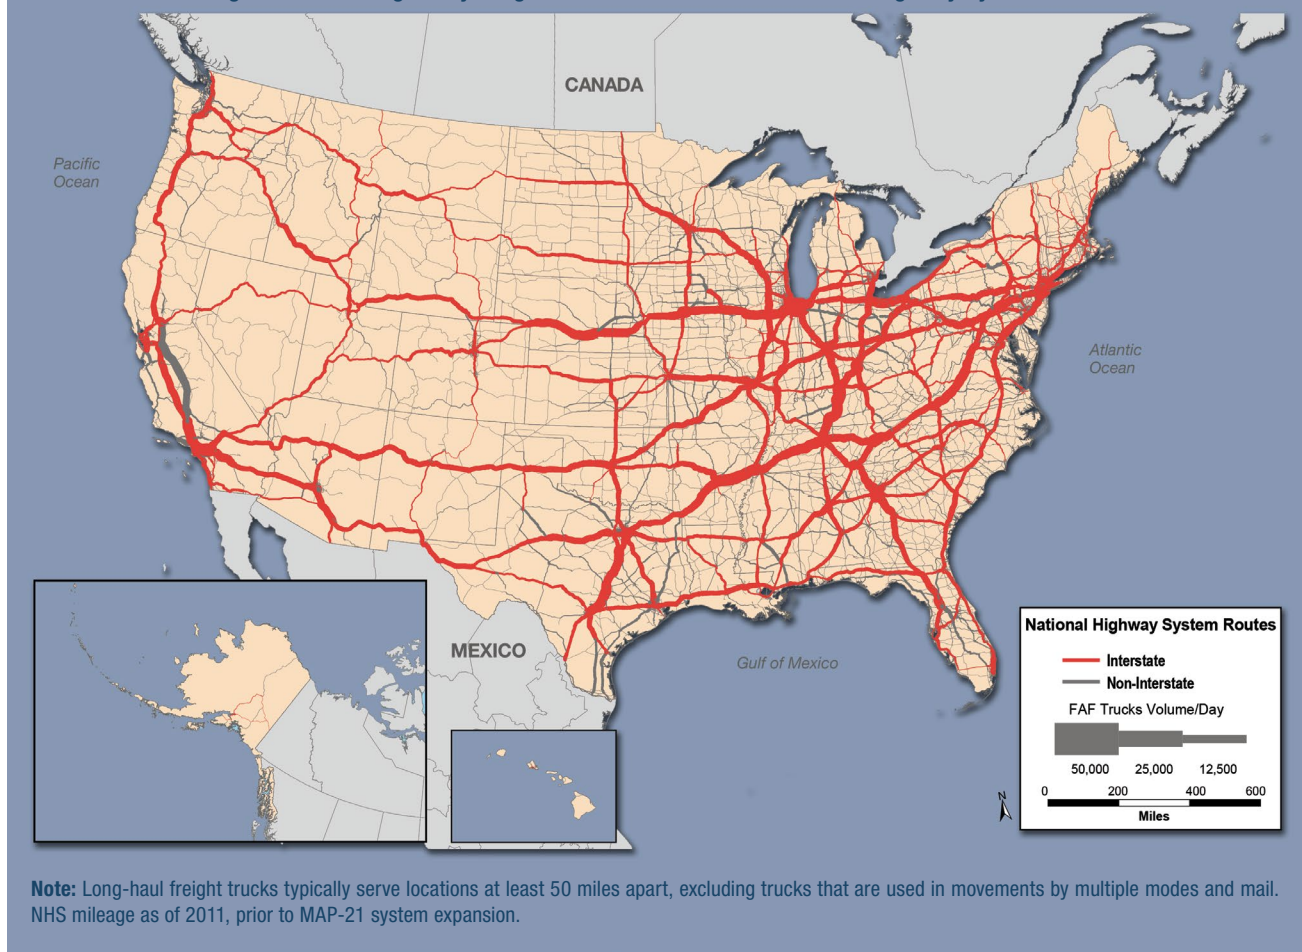 CANADA
Pacific
Ocean
Atlantic
Ocean
MEXICO
Gulf of Mexico
National Highway System Routes
Interstate
Non-Interstate
FAF Trucks Volume/Day
50,000 25,000 12,500
0 200 400 600
Miles
N
Note: Long-haul freight trucks typically serve locations at least 50 miles apart, excluding trucks that are used in movements by multiple modes and mail.
NHS mileage as of 2011, prior to MAP-21 system expansion.